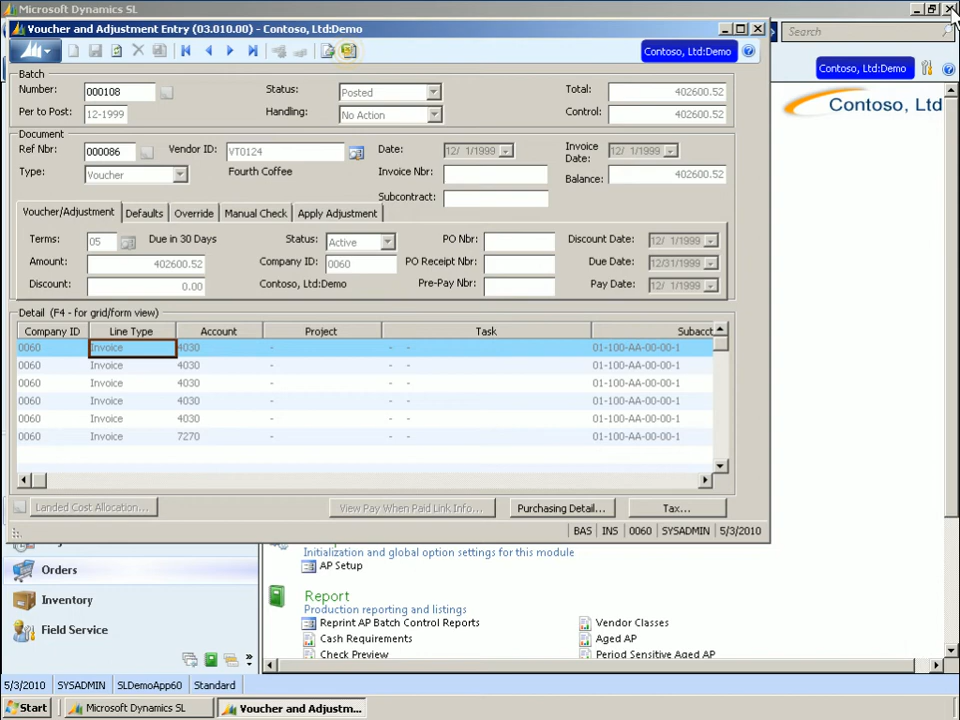 Microsoft Dynamics SL
Voucher and Adjustment Entry (03.010.00) - Contoso, Ltd:Demo
Search
Contoso, Ltd:Demo
Contoso, Ltd:Demo
Contoso, Ltd
Batch
Number: 000108 Status: Posted Total: 402600.52
Per to Post: 12-1999 Handling: No Action Control: 402600.52
Document
Ref Nbr: 000086 Vendor ID: VT0124 Date: 12/ 1/1999 Invoice Date: 12/ 1/1999
Type: Voucher Fourth Coffee Invoice Nbr: Balance: 402600.52
Subcontract:
Voucher/Adjustment Defaults Override Manual Check Apply Adjustment
Terms: 05 Due in 30 Days Status: Active PO Nbr: Discount Date: 12/ 1/1999
Amount: 402600.52 Company ID: 0060 PO Receipt Nbr: Due Date: 12/31/1999
Discount: 0.00 Contoso, Ltd:Demo Pre-Pay Nbr: Pay Date: 12/ 1/1999
Detail (F4 - for grid/form view)
Company ID Line Type Account Project Task Subacct
0060 Invoice 4030 - - - 01-100-AA-00-00-1
0060 Invoice 4030 - - - 01-100-AA-00-00-1
0060 Invoice 4030 - - - 01-100-AA-00-00-1
0060 Invoice 4030 - - - 01-100-AA-00-00-1
0060 Invoice 4030 - - - 01-100-AA-00-00-1
0060 Invoice 7270 - - - 01-100-AA-00-00-1
Landed Cost Allocation... View Pay When Paid Link Info... Purchasing Detail... Tax...
BAS INS 0060 SYSADMIN 5/3/2010
Initialization and global option settings for this module
Orders
AP Setup
Inventory
Report
Production reporting and listings
Field Service
Reprint AP Batch Control Reports Vendor Classes
Cash Requirements Aged AP
Check Preview Period Sensitive Aged AP
5/3/2010 SYSADMIN SLDemoApp60 Standard
Start Microsoft Dynamics SL Voucher and Adjustm...